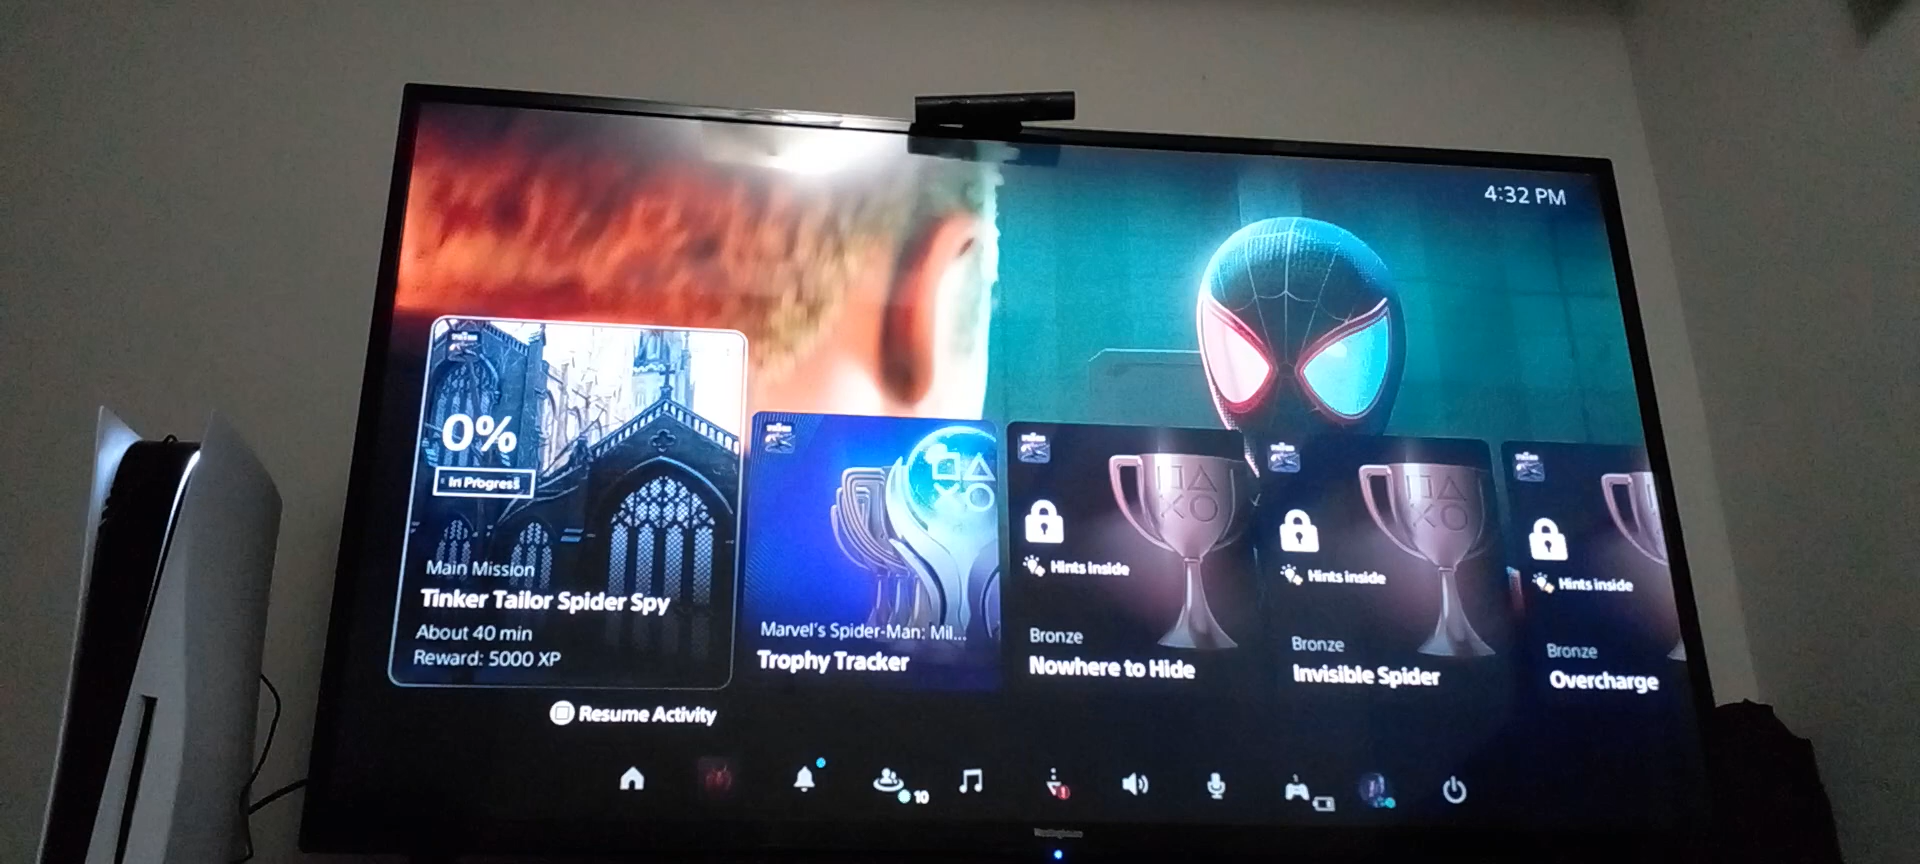 4:32 PM
0%
In Progress
Main Mission
Tinker Tailor Spider Spy
About 40 min
Reward: 5000 XP
Resume Activity
Marvel's Spider-Man: Mil...
Trophy Tracker
Hints inside
Bronze
Nowhere to Hide
Hints inside
Bronze
Invisible Spider
Hints inside
Bronze
Overcharge
10
Westinghouse